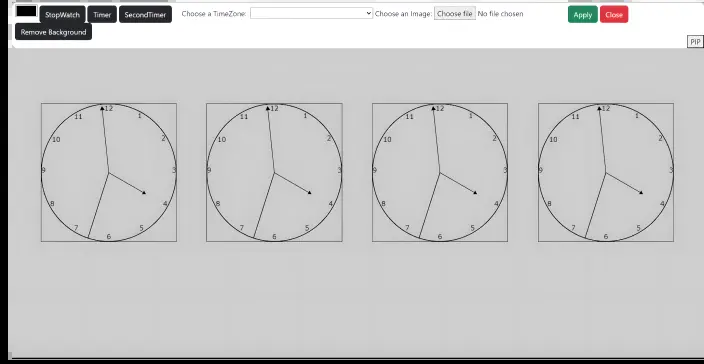 StopWatch Timer SecondTimer Choose a TimeZone: Choose an Image: Choose file No file chosen Apply Close
Remove Background
PIP
12 12 12 12
11 1 11 1 11 1 11 1
10 2 10 2 10 2 10 2
9 3 9 3 9 3 9 3
8 4 8 4 8 4 8 4
7 5 7 5 7 5 7 5
6 6 6 6